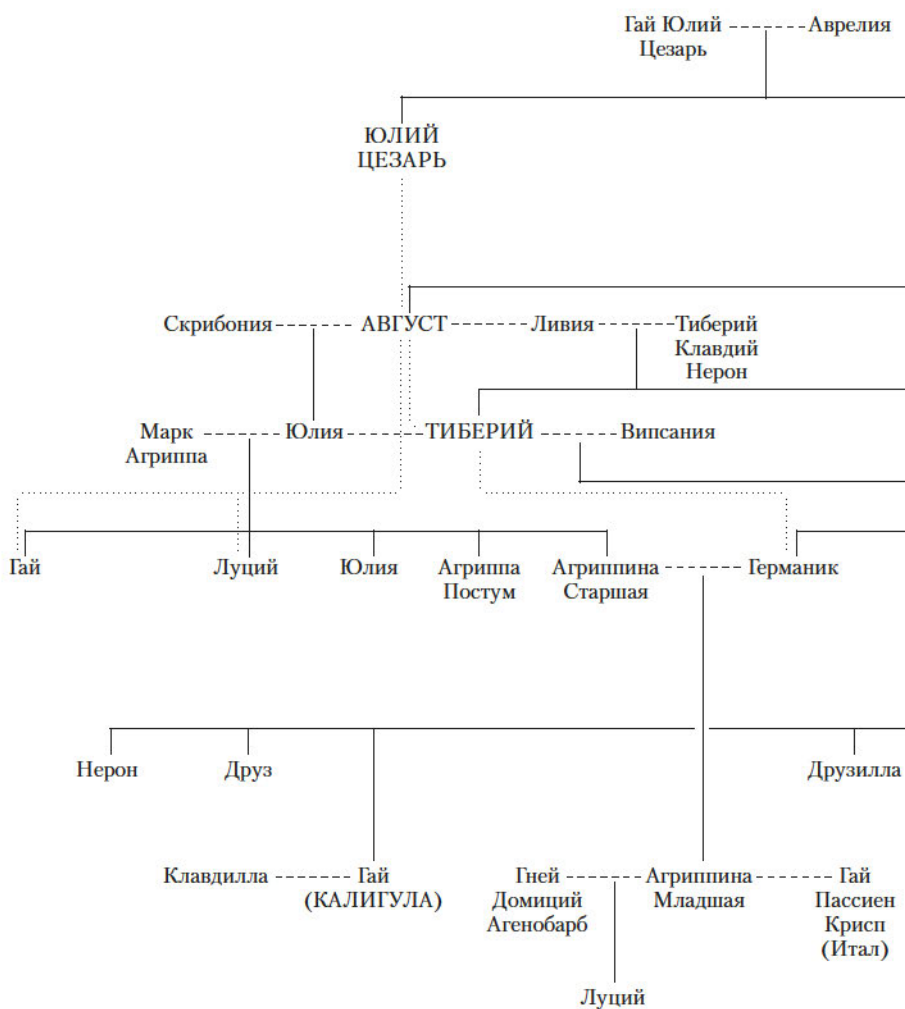 Гай Юлий
Цезарь
Аврелия
ЮЛИЙ
ЦЕЗАРЬ
Скрибония
АВГУСТ
Ливия
Тиберий
Клавдий
Нерон
Марк
Агриппа
Юлия
ТИБЕРИЙ
Випсания
Гай
Луций
Юлия
Агриппа
Постум
Агриппина
Старшая
Германик
Нерон
Друз
Друзилла
Клавдилла
Гай
(КАЛИГУЛА)
Гней
Домиций
Агенобарб
Агриппина
Младшая
Гай
Пассиен
Крисп
(Итал)
Луций